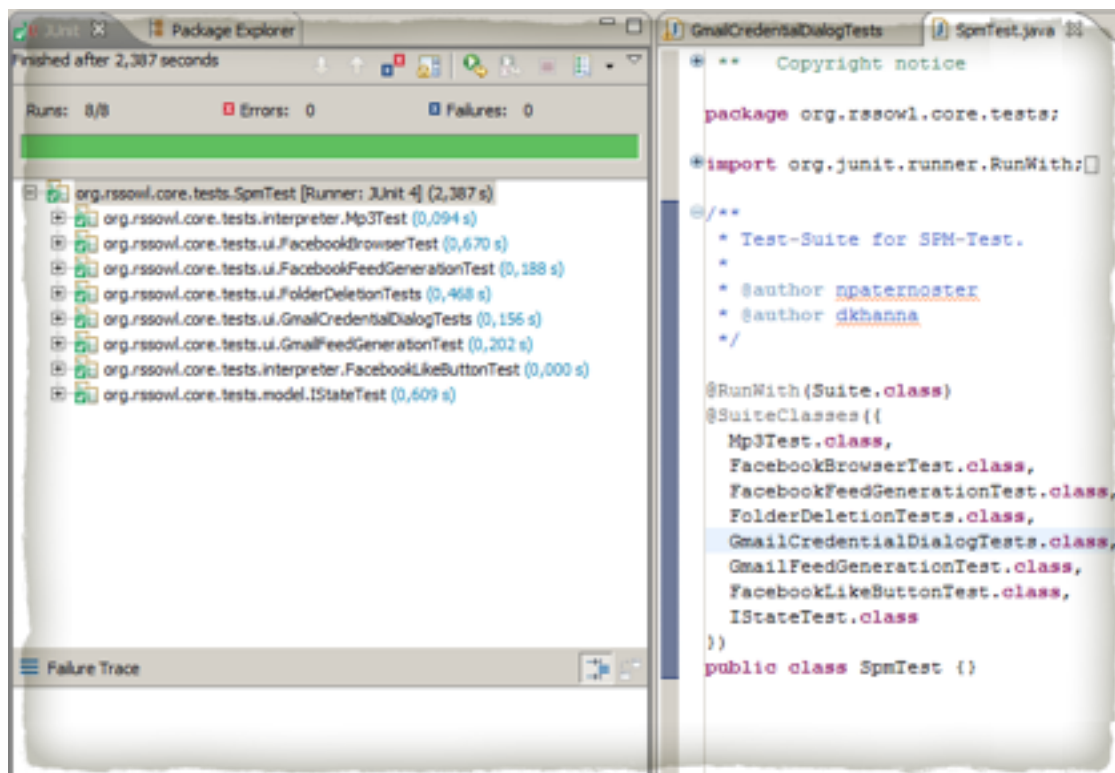 JUnit
Package Explorer
Finished after 2,387 seconds
Runs: 8/8
Errors: 0
Failures: 0
org.rssowl.core.tests.SpmTest [Runner: JUnit 4] (2,387 s)
org.rssowl.core.tests.interpreter.Mp3Test (0,094 s)
org.rssowl.core.tests.ui.FacebookBrowserTest (0,670 s)
org.rssowl.core.tests.ui.FacebookFeedGenerationTest (0,188 s)
org.rssowl.core.tests.ui.FolderDeletionTests (0,468 s)
org.rssowl.core.tests.ui.GmailCredentialDialogTests (0,156 s)
org.rssowl.core.tests.ui.GmailFeedGenerationTest (0,202 s)
org.rssowl.core.tests.interpreter.FacebookLikeButtonTest (0,000 s)
org.rssowl.core.tests.model.IStateTest (0,609 s)
Failure Trace
GmailCredentialDialogTests
SpmTest.java
** Copyright notice
package org.rssowl.core.tests;
import org.junit.runner.RunWith;
/**
* Test-Suite for SPM-Test.
*
* @author npaternoster
* @author dkhanna
*/
@RunWith(Suite.class)
@SuiteClasses({
Mp3Test.class,
FacebookBrowserTest.class,
FacebookFeedGenerationTest.class,
FolderDeletionTests.class,
GmailCredentialDialogTests.class,
GmailFeedGenerationTest.class,
FacebookLikeButtonTest.class,
IStateTest.class
})
public class SpmTest {}